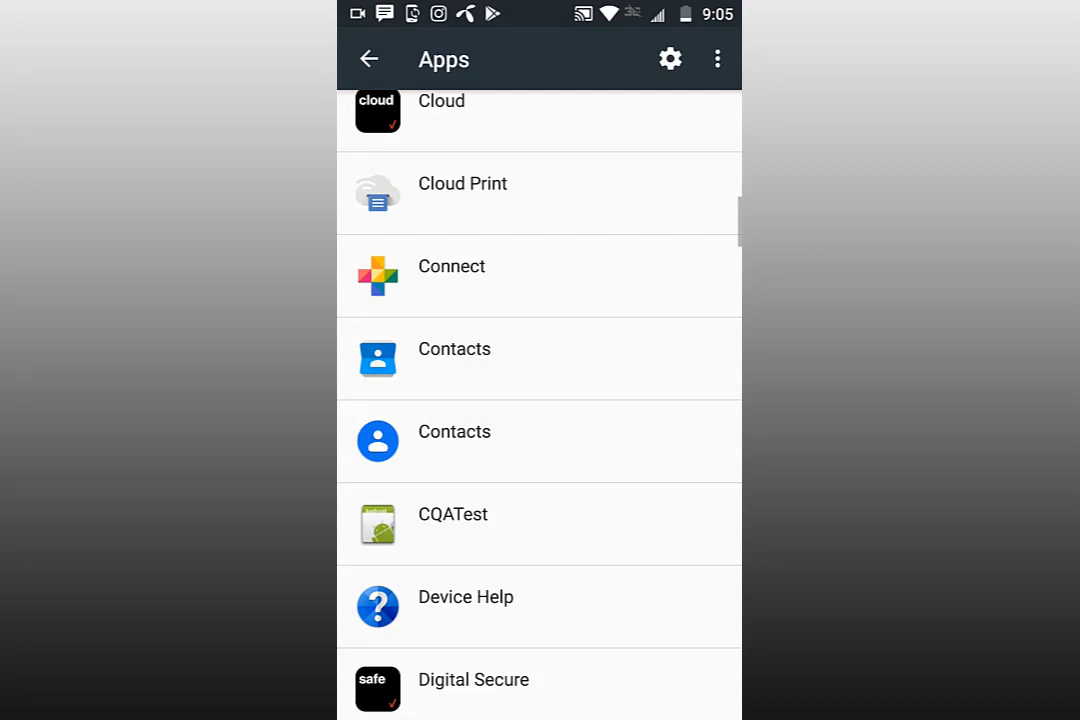 9:05
Apps
cloud
Cloud
Cloud Print
Connect
Contacts
Contacts
CQATest
Device Help
safe
Digital Secure